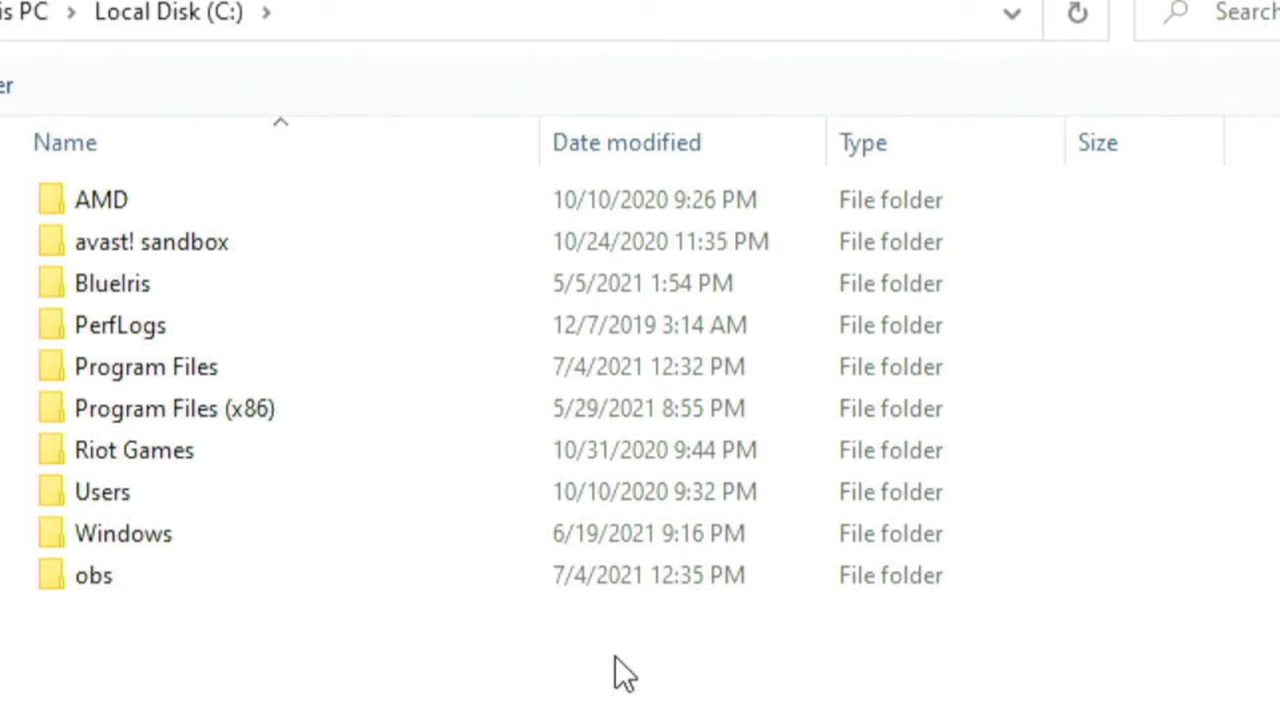 is PC > Local Disk (C:) > Search
er
Name Date modified Type Size
AMD 10/10/2020 9:26 PM File folder
avast! sandbox 10/24/2020 11:35 PM File folder
BlueIris 5/5/2021 1:54 PM File folder
PerfLogs 12/7/2019 3:14 AM File folder
Program Files 7/4/2021 12:32 PM File folder
Program Files (x86) 5/29/2021 8:55 PM File folder
Riot Games 10/31/2020 9:44 PM File folder
Users 10/10/2020 9:32 PM File folder
Windows 6/19/2021 9:16 PM File folder
obs 7/4/2021 12:35 PM File folder